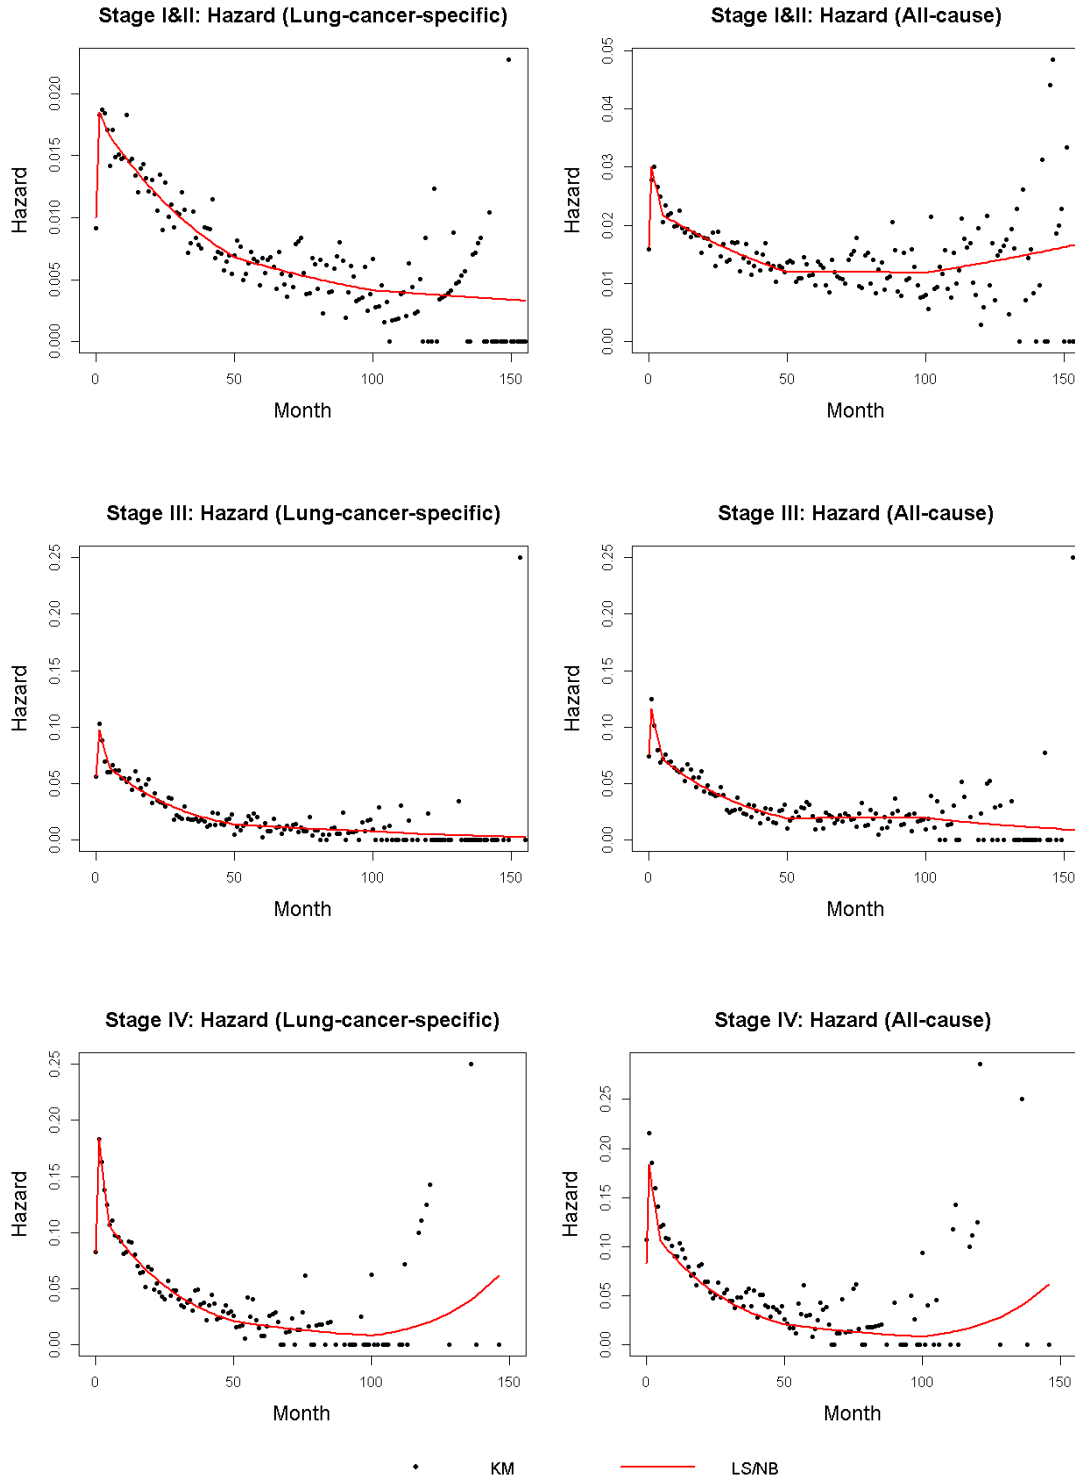 Stage I&II: Hazard (Lung-cancer-specific)
Hazard
0.000 0.005 0.010 0.015 0.020
0 50 100 150
Month
Stage I&II: Hazard (All-cause)
Hazard
0.00 0.01 0.02 0.03 0.04 0.05
0 50 100 150
Month
Stage III: Hazard (Lung-cancer-specific)
Hazard
0.00 0.05 0.10 0.15 0.20 0.25
0 50 100 150
Month
Stage III: Hazard (All-cause)
Hazard
0.00 0.05 0.10 0.15 0.20 0.25
0 50 100 150
Month
Stage IV: Hazard (Lung-cancer-specific)
Hazard
0.00 0.05 0.10 0.15 0.20 0.25
0 50 100 150
Month
Stage IV: Hazard (All-cause)
Hazard
0.00 0.05 0.10 0.15 0.20 0.25
0 50 100 150
Month
KM LS/NB